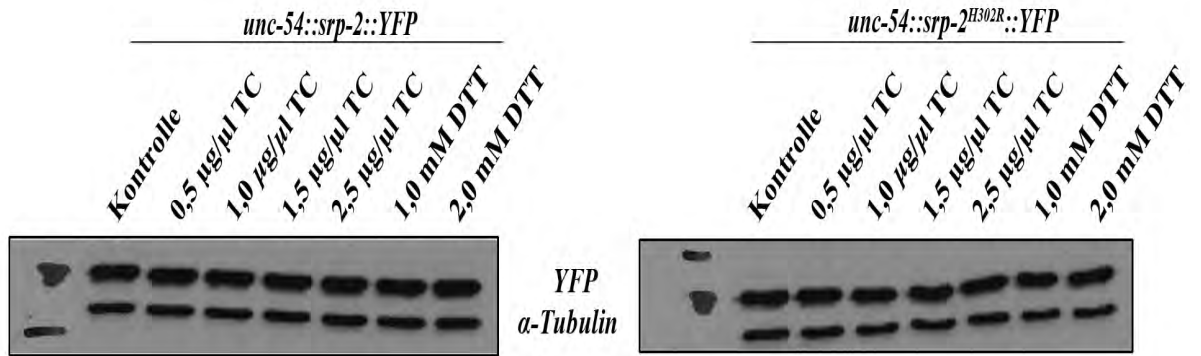 unc-54::srp-2::YFP
Kontrolle
0,5 µg/µl TC
1,0 µg/µl TC
1,5 µg/µl TC
2,5 µg/µl TC
1,0 mM DTT
2,0 mM DTT
unc-54::srp-2H302R::YFP
Kontrolle
0,5 µg/µl TC
1,0 µg/µl TC
1,5 µg/µl TC
2,5 µg/µl TC
1,0 mM DTT
2,0 mM DTT
YFP
α-Tubulin